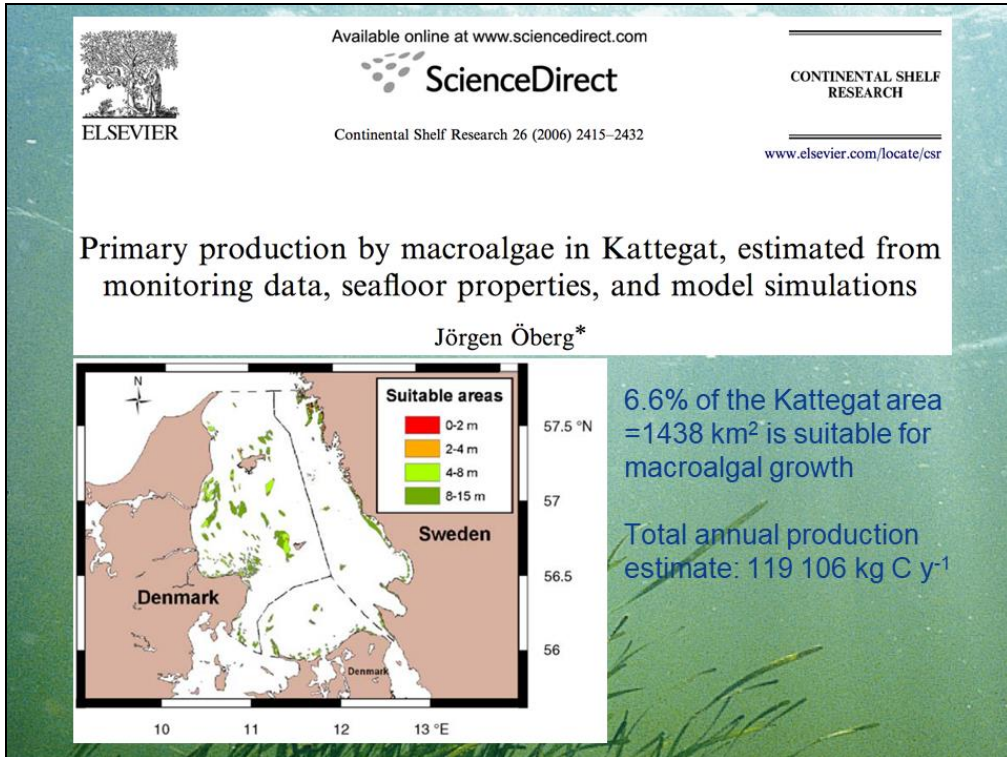 Available online at www.sciencedirect.com
ScienceDirect
ELSEVIER
Continental Shelf Research 26 (2006) 2415–2432
CONTINENTAL SHELF
RESEARCH
www.elsevier.com/locate/csr
Primary production by macroalgae in Kattegat, estimated from
monitoring data, seafloor properties, and model simulations
Jörgen Öberg*
N
Suitable areas
0-2 m
2-4 m
4-8 m
8-15 m
57.5 °N
57
56.5
56
Sweden
Denmark
Denmark
10
11
12
13 °E
6.6% of the Kattegat area
=1438 km² is suitable for
macroalgal growth
Total annual production
estimate: 119 106 kg C y⁻¹